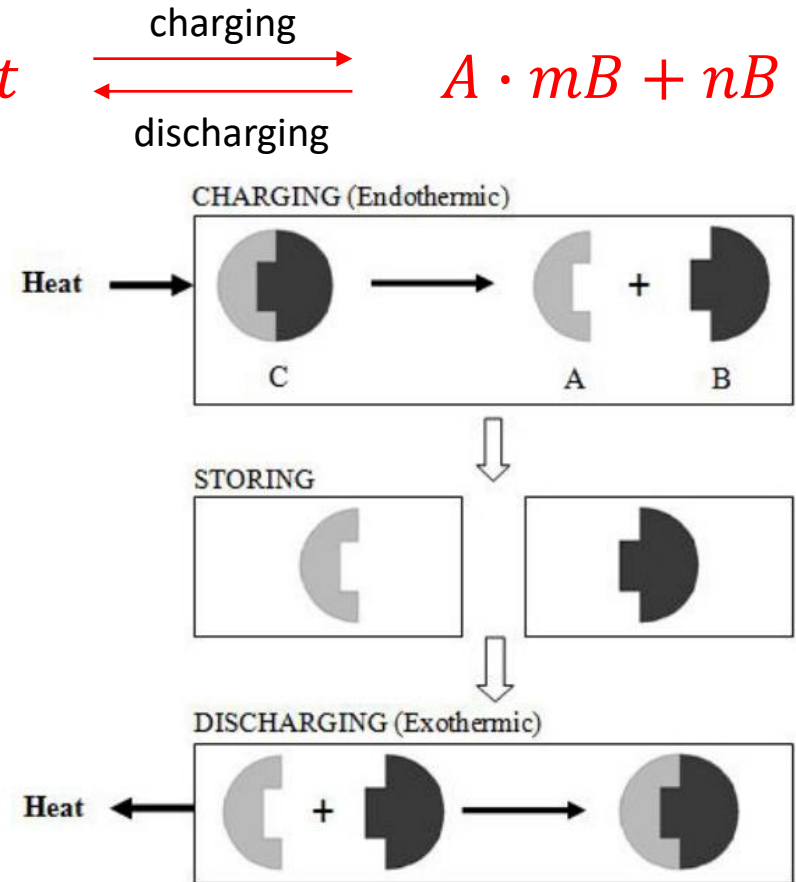 charging
t A · mB + nB
discharging
CHARGING (Endothermic)
Heat
+
C A B
STORING
DISCHARGING (Exothermic)
Heat
+